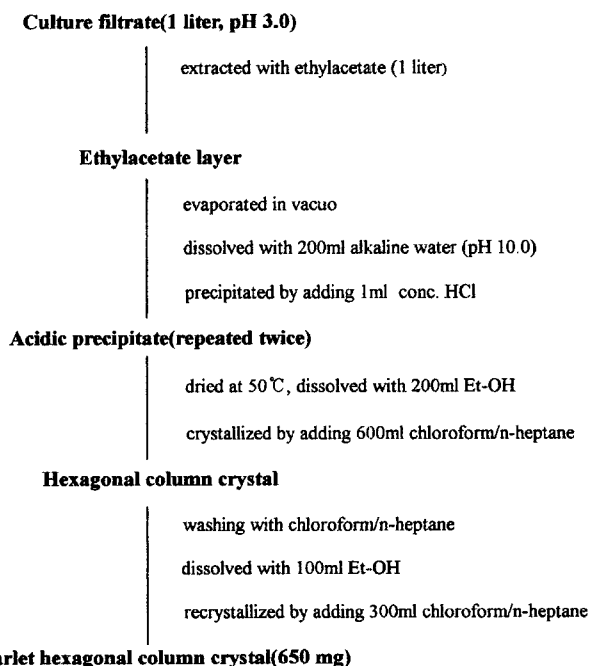 Culture filtrate(1 liter, pH 3.0)
extracted with ethylacetate (1 liter)
Ethylacetate layer
evaporated in vacuo
dissolved with 200ml alkaline water (pH 10.0)
precipitated by adding 1ml conc. HCl
Acidic precipitate(repeated twice)
dried at 50℃, dissolved with 200ml Et-OH
crystallized by adding 600ml chloroform/n-heptane
Hexagonal column crystal
washing with chloroform/n-heptane
dissolved with 100ml Et-OH
recrystallized by adding 300ml chloroform/n-heptane
hexagonal column crystal(650 mg)